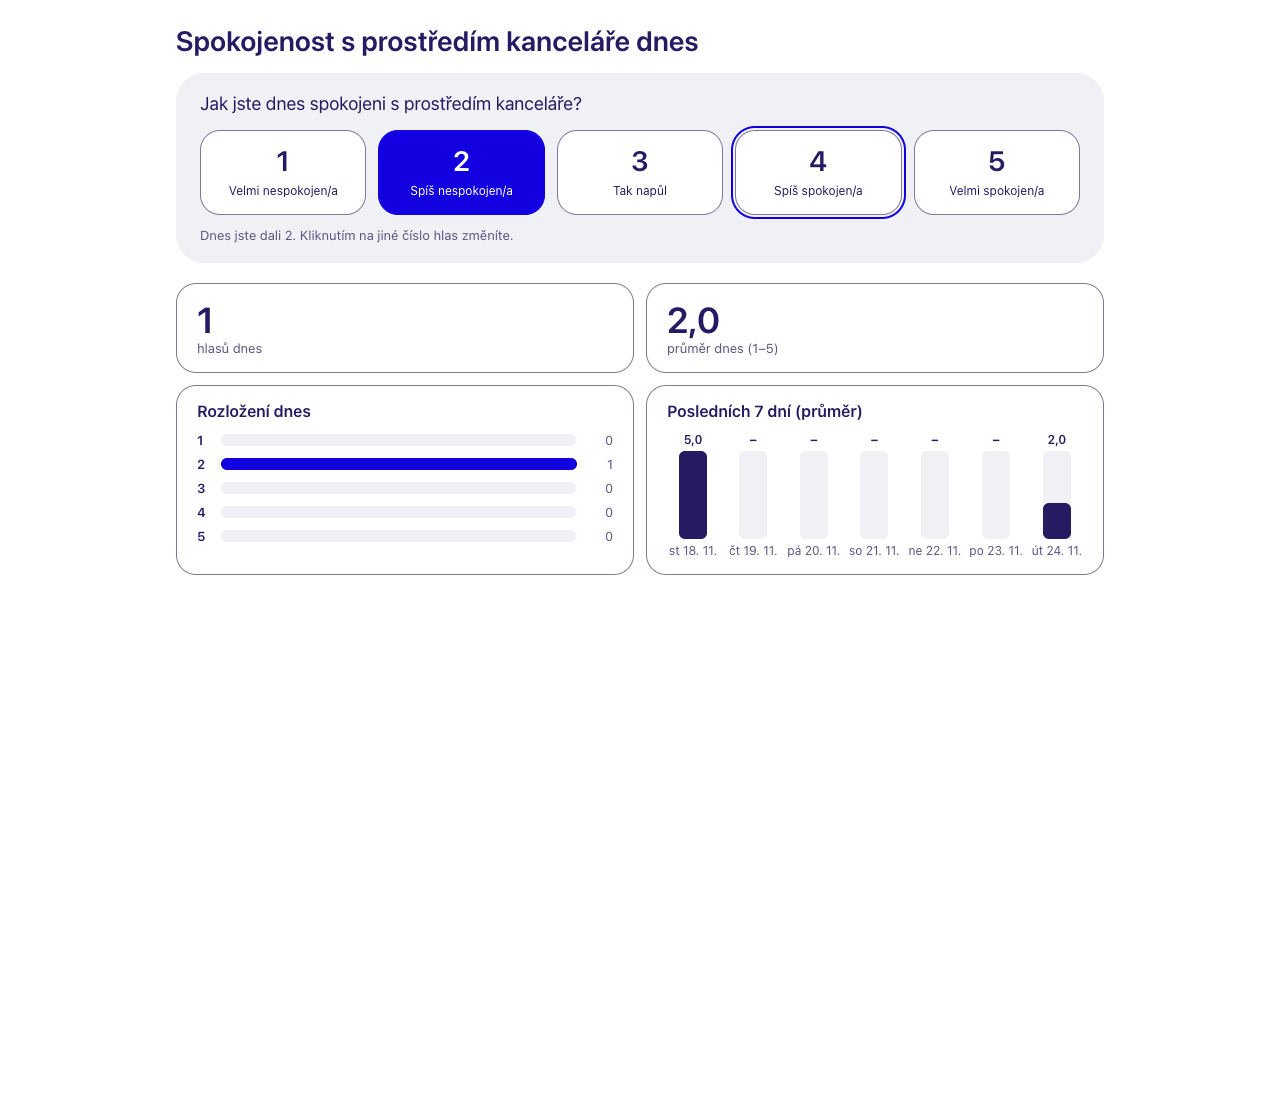 Spokojenost s prostředím kanceláře dnes
Jak jste dnes spokojeni s prostředím kanceláře?
1
Velmi nespokojen/a
2
Spíš nespokojen/a
3
Tak napůl
4
Spíš spokojen/a
5
Velmi spokojen/a
Dnes jste dali 2. Kliknutím na jiné číslo hlas změníte.
1
hlasů dnes
2,0
průměr dnes (1–5)
Rozložení dnes
1 0
2 1
3 0
4 0
5 0
Posledních 7 dní (průměr)
5,0 – – – – – 2,0
st 18. 11. čt 19. 11. pá 20. 11. so 21. 11. ne 22. 11. po 23. 11. út 24. 11.